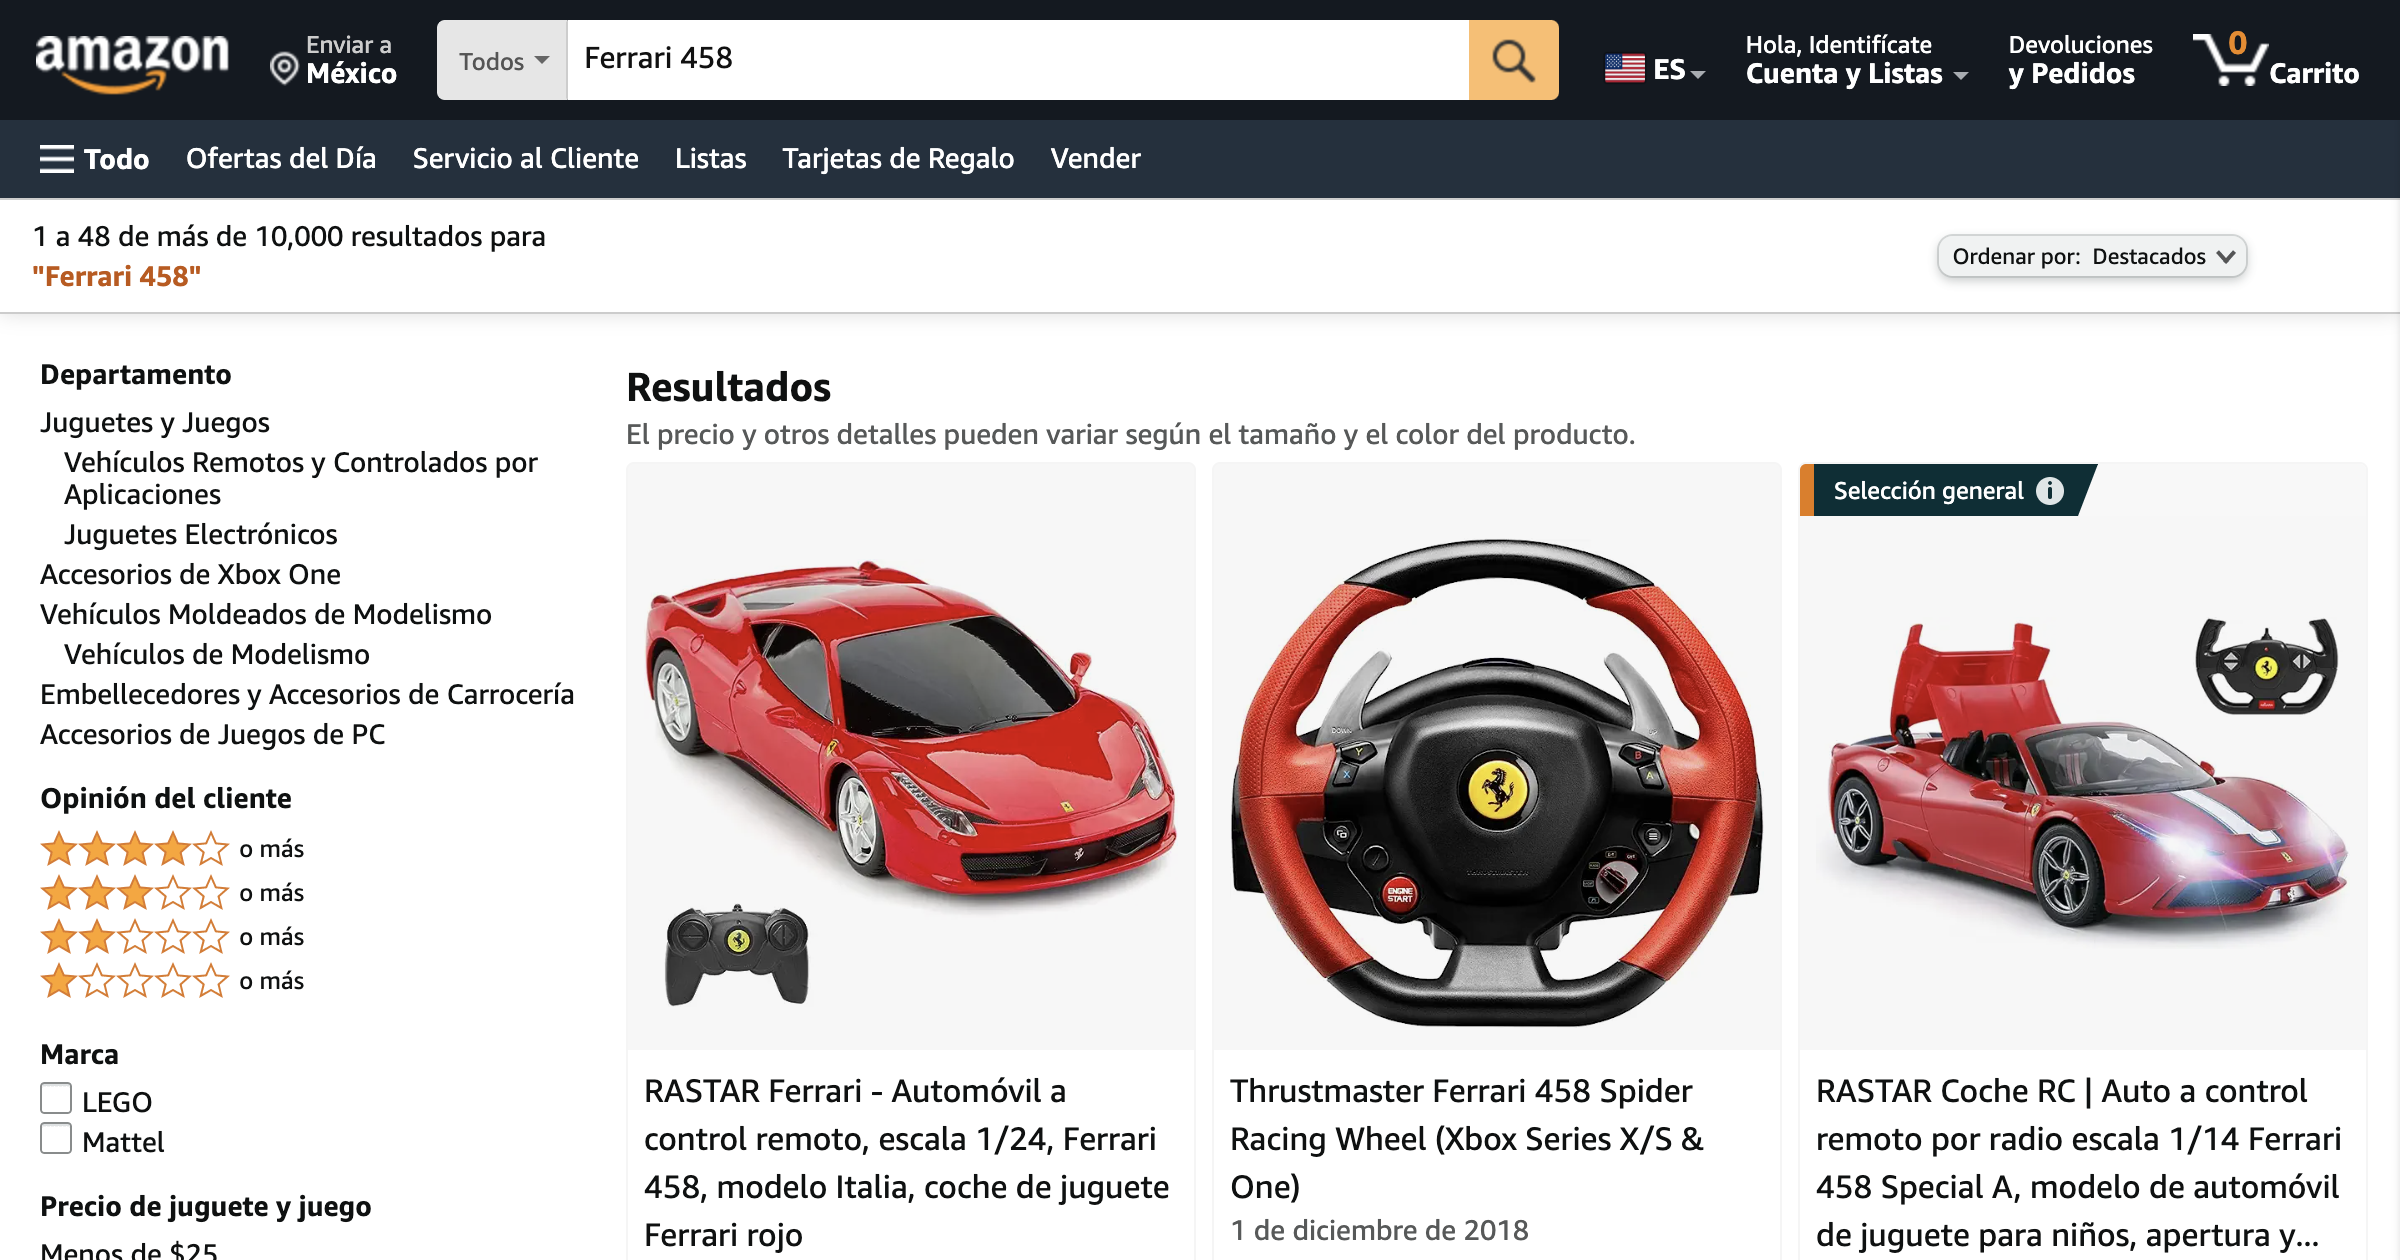 amazon
Enviar a
México
Todos
Ferrari 458
ES
Hola, Identifícate
Cuenta y Listas
Devoluciones
y Pedidos
0
Carrito
Todo
Ofertas del Día
Servicio al Cliente
Listas
Tarjetas de Regalo
Vender
1 a 48 de más de 10,000 resultados para
"Ferrari 458"
Ordenar por: Destacados
Departamento
Juguetes y Juegos
Vehículos Remotos y Controlados por
Aplicaciones
Juguetes Electrónicos
Accesorios de Xbox One
Vehículos Moldeados de Modelismo
Vehículos de Modelismo
Embellecedores y Accesorios de Carrocería
Accesorios de Juegos de PC
Opinión del cliente
o más
o más
o más
o más
Marca
LEGO
Mattel
Precio de juguete y juego
Menos de $25
Resultados
El precio y otros detalles pueden variar según el tamaño y el color del producto.
RASTAR Ferrari - Automóvil a
control remoto, escala 1/24, Ferrari
458, modelo Italia, coche de juguete
Ferrari rojo
Y
X
B
A
ENGINE
START
Thrustmaster Ferrari 458 Spider
Racing Wheel (Xbox Series X/S &
One)
1 de diciembre de 2018
Selección general
RASTAR Coche RC | Auto a control
remoto por radio escala 1/14 Ferrari
458 Special A, modelo de automóvil
de juguete para niños, apertura y...